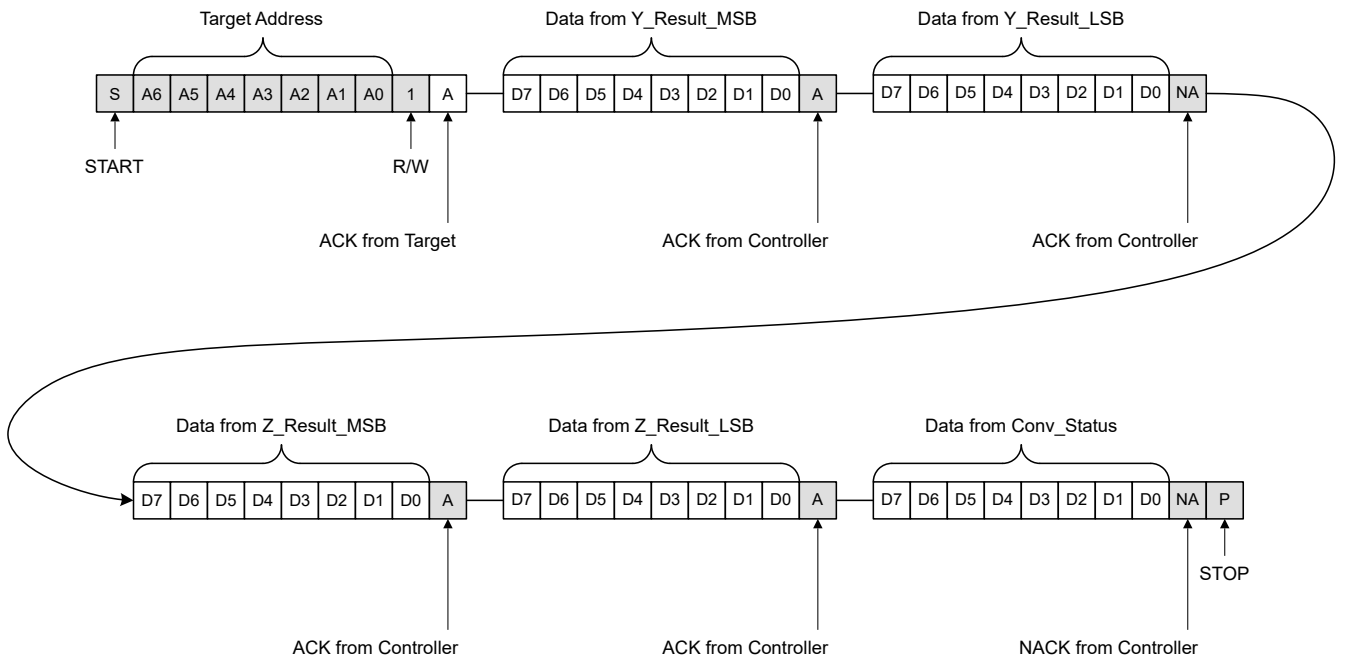 Target Address Data from Y_Result_MSB Data from Y_Result_LSB
S A6 A5 A4 A3 A2 A1 A0 1 A D7 D6 D5 D4 D3 D2 D1 D0 A D7 D6 D5 D4 D3 D2 D1 D0 NA
START R/W
ACK from Target ACK from Controller ACK from Controller
Data from Z_Result_MSB Data from Z_Result_LSB Data from Conv_Status
D7 D6 D5 D4 D3 D2 D1 D0 A D7 D6 D5 D4 D3 D2 D1 D0 A D7 D6 D5 D4 D3 D2 D1 D0 NA P
STOP
ACK from Controller ACK from Controller NACK from Controller